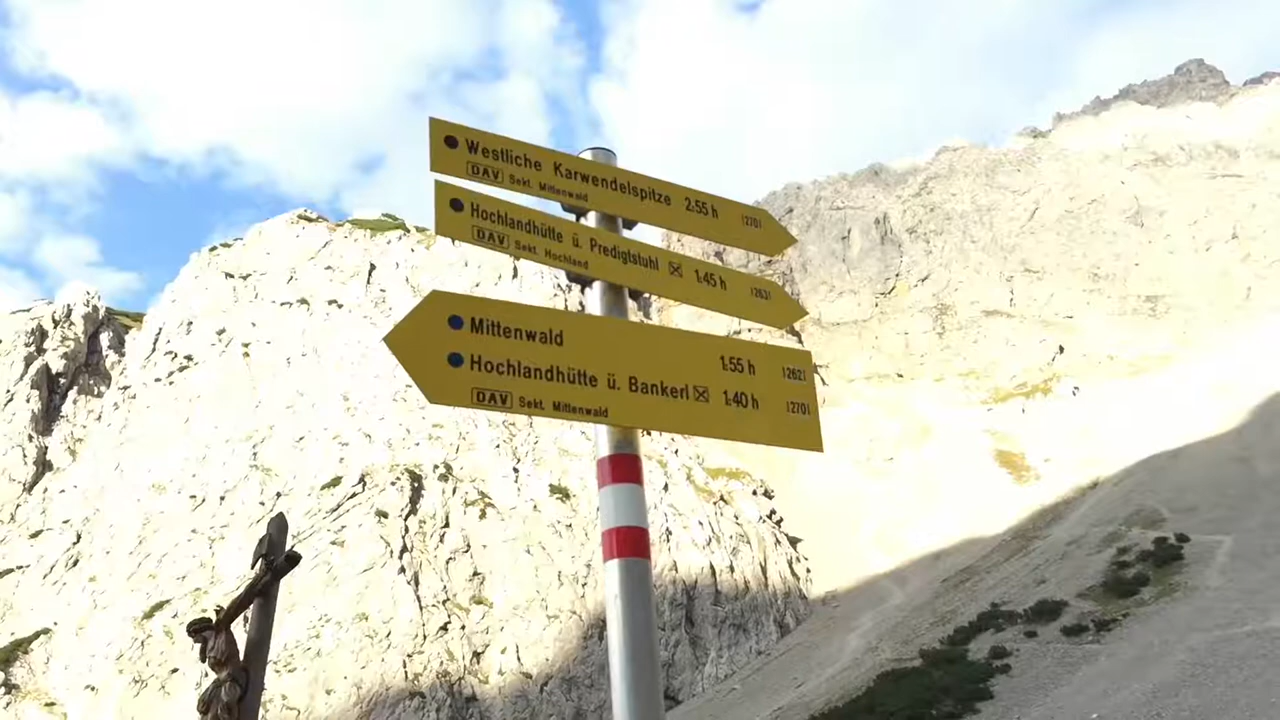 Westliche Karwendelspitze 2:55 h |270|
DAV Sekt. Mittenwald
Hochlandhütte ü. Predigtstuhl 1:45 h |263|
DAV Sekt. Hochland
Mittenwald 1:55 h |262|
Hochlandhütte ü. Bankerl 1:40 h |270|
DAV Sekt. Mittenwald